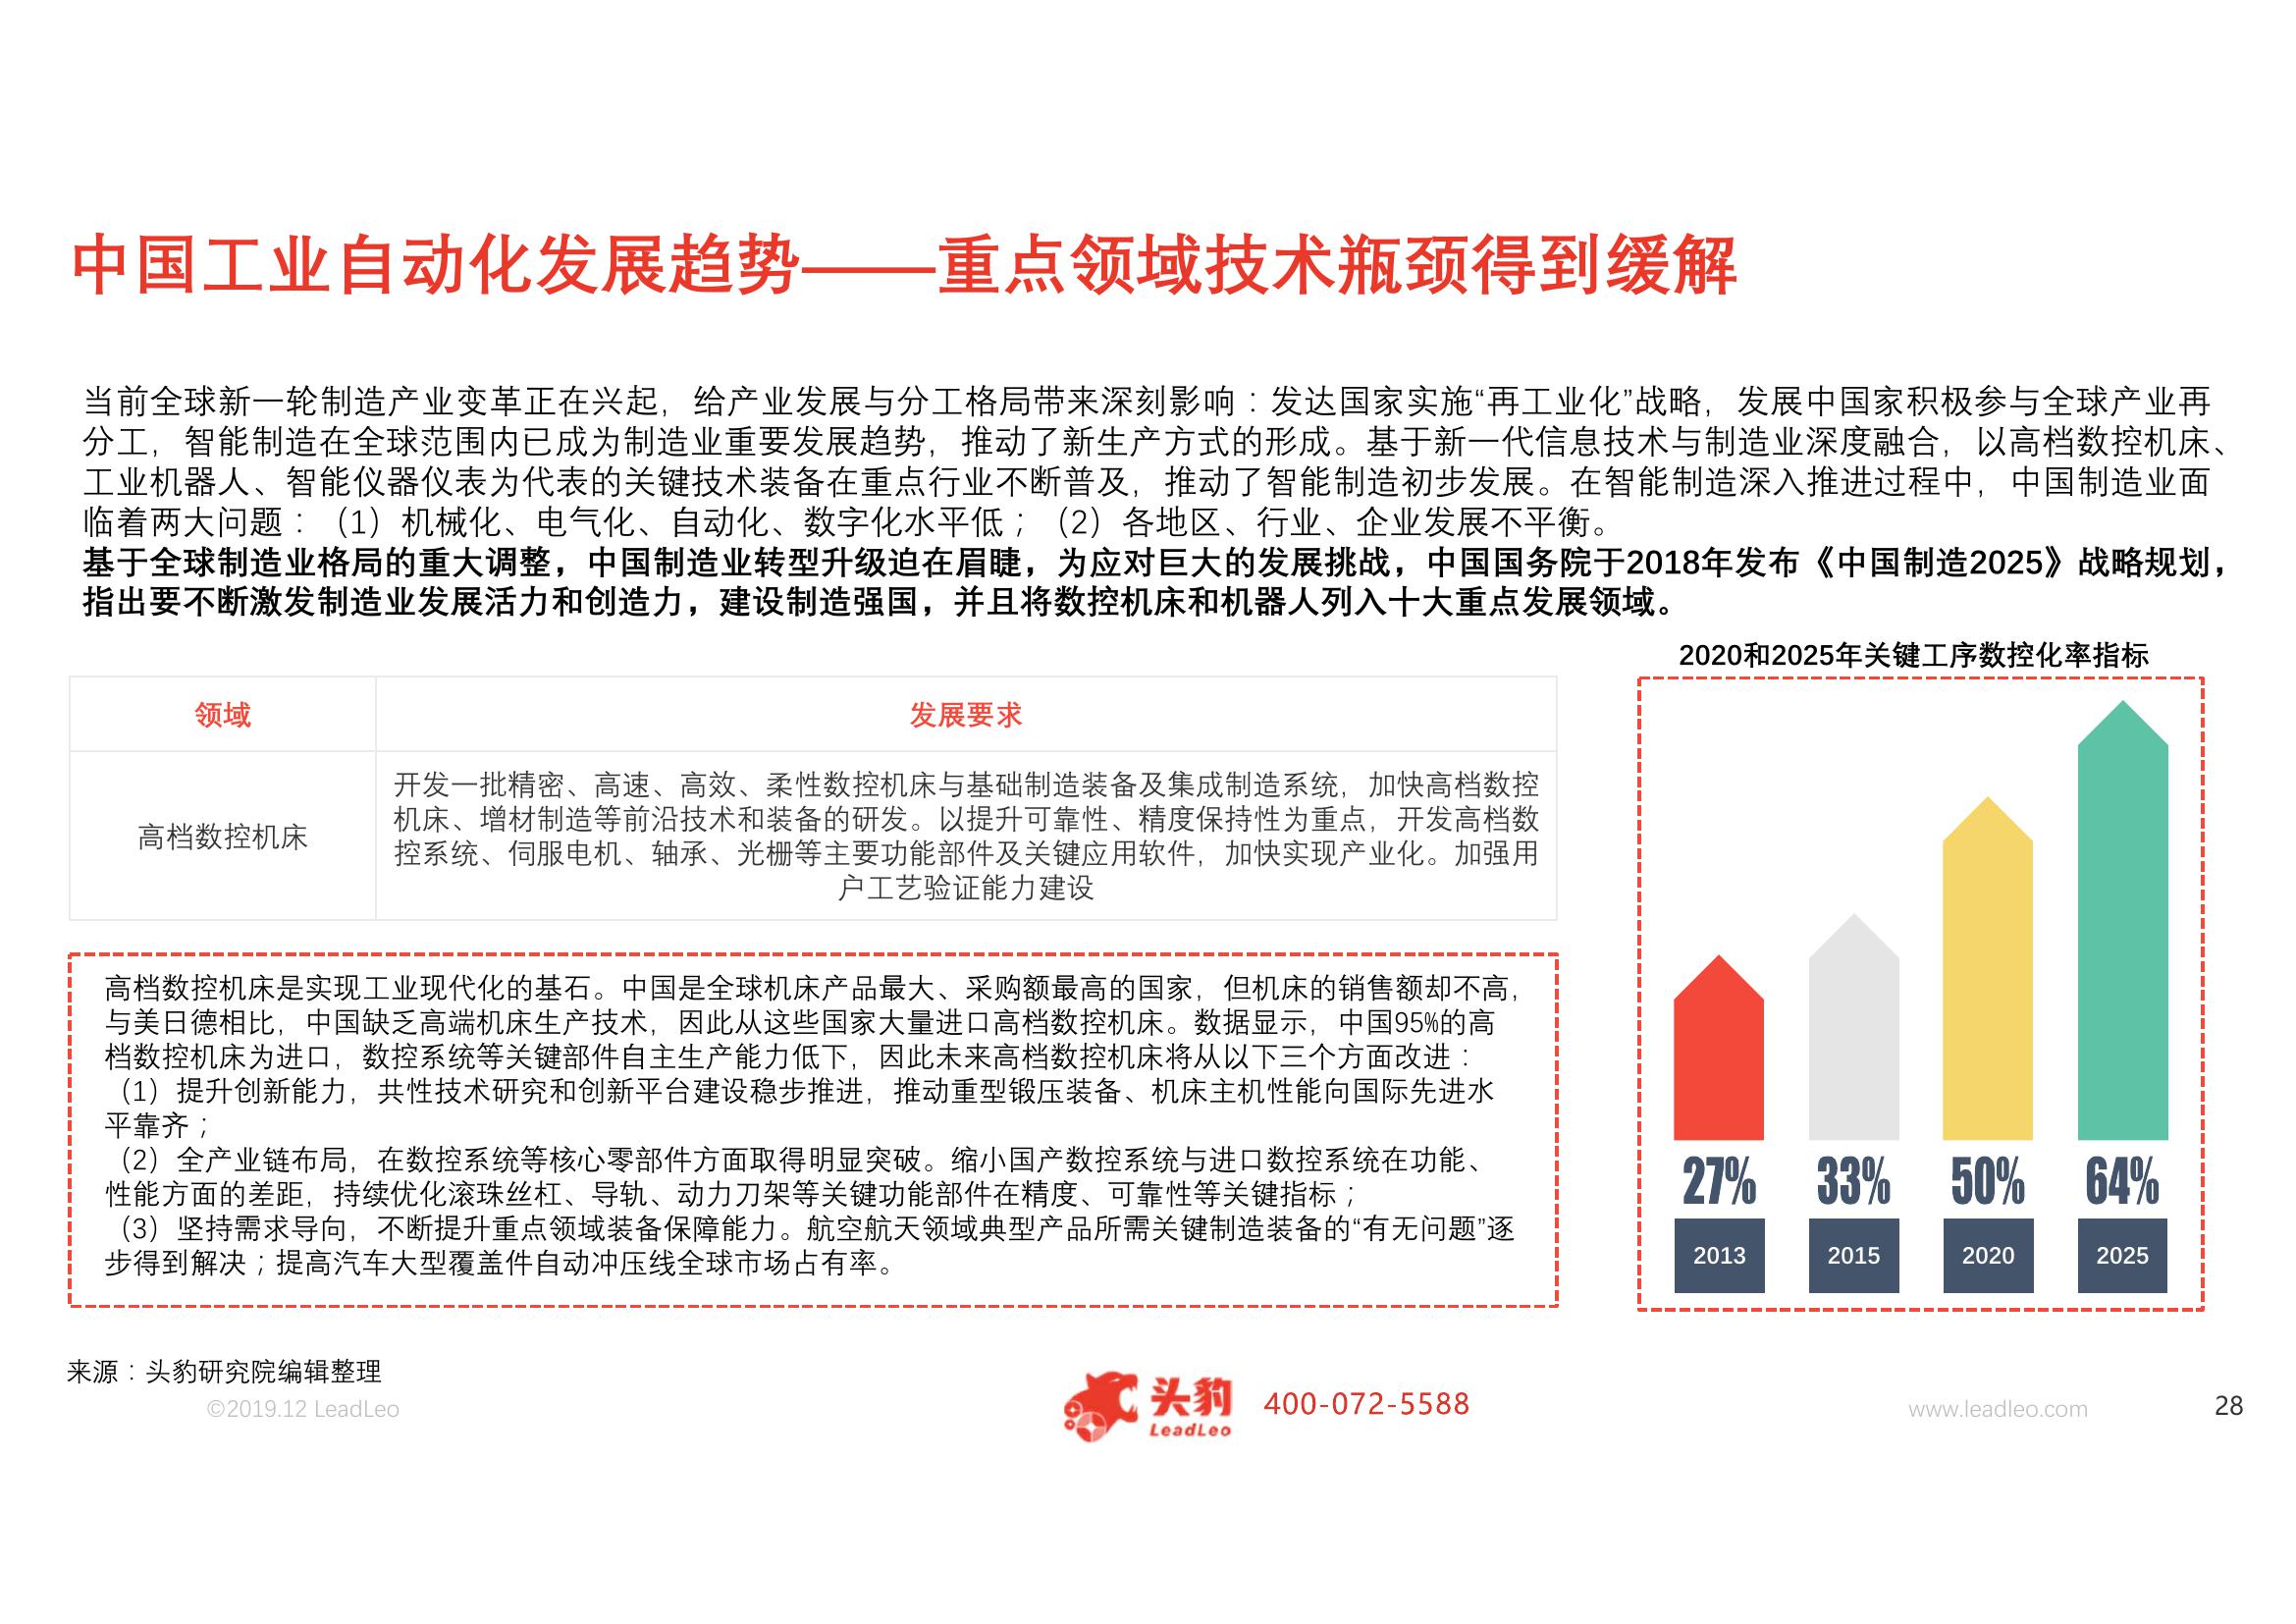 中国工业自动化发展趋势——重点领域技术瓶颈得到缓解
当前全球新一轮制造产业变革正在兴起，给产业发展与分工格局带来深刻影响：发达国家实施“再工业化”战略，发展中国家积极参与全球产业再
分工，智能制造在全球范围内已成为制造业重要发展趋势，推动了新生产方式的形成。基于新一代信息技术与制造业深度融合，以高档数控机床、
工业机器人、智能仪器仪表为代表的关键技术装备在重点行业不断普及，推动了智能制造初步发展。在智能制造深入推进过程中，中国制造业面
临着两大问题：（1）机械化、电气化、自动化、数字化水平低；（2）各地区、行业、企业发展不平衡。
基于全球制造业格局的重大调整，中国制造业转型升级迫在眉睫，为应对巨大的发展挑战，中国国务院于2018年发布《中国制造2025》战略规划，
指出要不断激发制造业发展活力和创造力，建设制造强国，并且将数控机床和机器人列入十大重点发展领域。
领域
发展要求
高档数控机床
开发一批精密、高速、高效、柔性数控机床与基础制造装备及集成制造系统，加快高档数控
机床、增材制造等前沿技术和装备的研发。以提升可靠性、精度保持性为重点，开发高档数
控系统、伺服电机、轴承、光栅等主要功能部件及关键应用软件，加快实现产业化。加强用
户工艺验证能力建设
高档数控机床是实现工业现代化的基石。中国是全球机床产品最大、采购额最高的国家，但机床的销售额却不高，
与美日德相比，中国缺乏高端机床生产技术，因此从这些国家大量进口高档数控机床。数据显示，中国95%的高
档数控机床为进口，数控系统等关键部件自主生产能力低下，因此未来高档数控机床将从以下三个方面改进：
（1）提升创新能力，共性技术研究和创新平台建设稳步推进，推动重型锻压装备、机床主机性能向国际先进水
平靠齐；
（2）全产业链布局，在数控系统等核心零部件方面取得明显突破。缩小国产数控系统与进口数控系统在功能、
性能方面的差距，持续优化滚珠丝杠、导轨、动力刀架等关键功能部件在精度、可靠性等关键指标；
（3）坚持需求导向，不断提升重点领域装备保障能力。航空航天领域典型产品所需关键制造装备的“有无问题”逐
步得到解决；提高汽车大型覆盖件自动冲压线全球市场占有率。
2020和2025年关键工序数控化率指标
27% 33% 50% 64%
2013 2015 2020 2025
来源：头豹研究院编辑整理
©2019.12 LeadLeo
头豹
LeadLeo
400-072-5588
www.leadleo.com
28